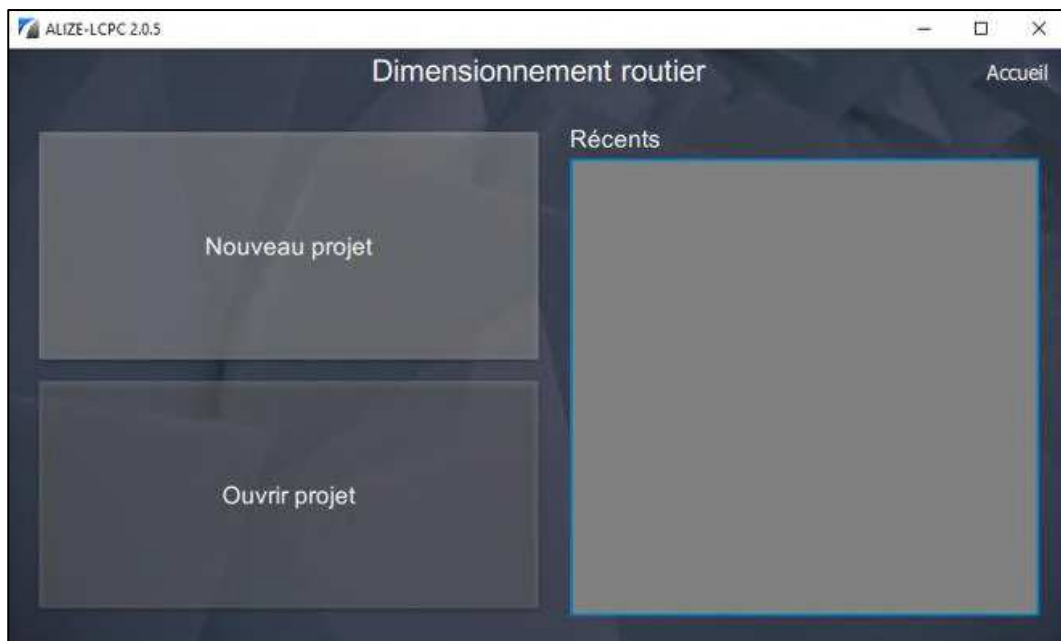 ALIZE-LCPC 2.0.5
Dimensionnement routier
Accueil
Récents
Nouveau projet
Ouvrir projet